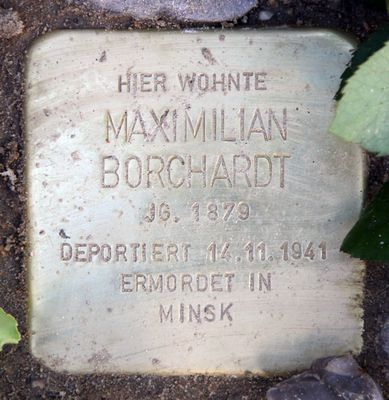 HIER WOHNTE
MAXIMILIAN
BORCHARDT
JG. 1879
DEPORTIERT 14.11.1941
ERMORDET IN
MINSK